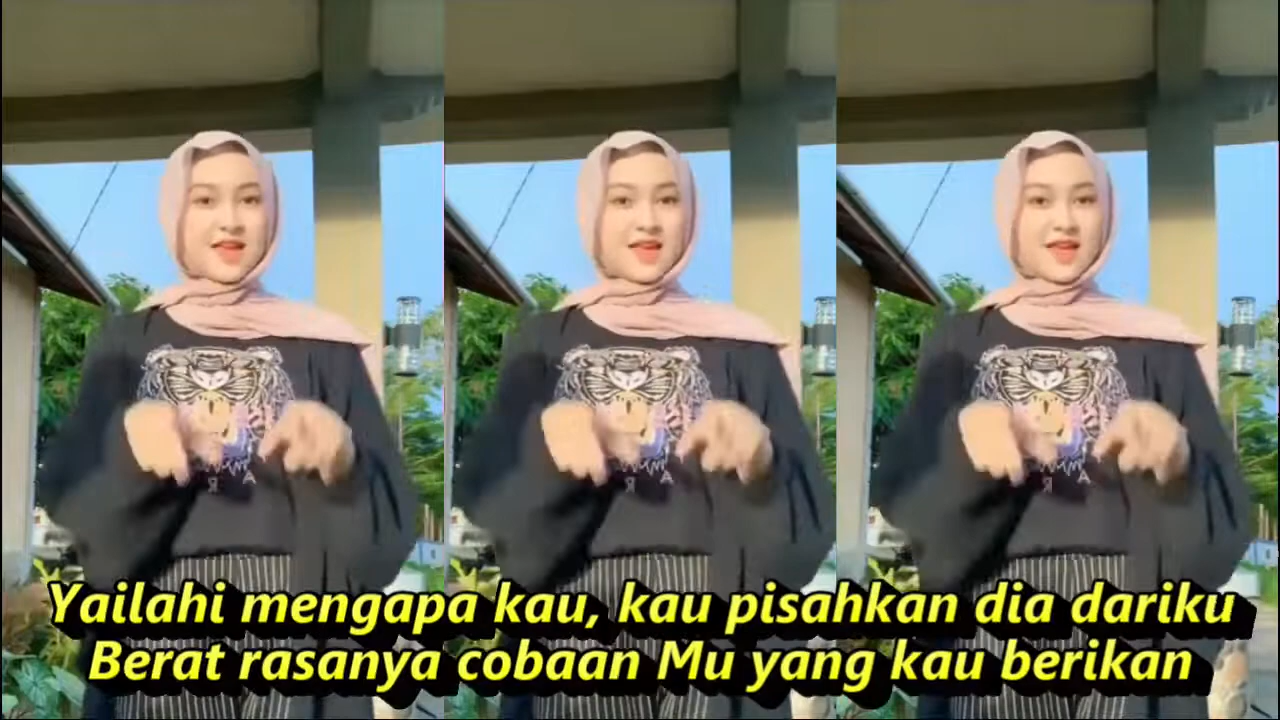 Yailahi mengapa kau, kau pisahkan dia dariku
Berat rasanya cobaan Mu yang kau berikan